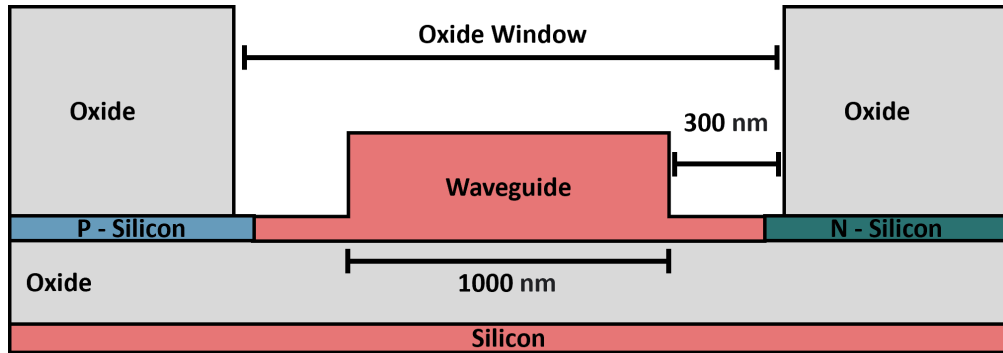 Oxide Window
Oxide
Oxide
300 nm
Waveguide
P - Silicon
N - Silicon
Oxide
1000 nm
Silicon